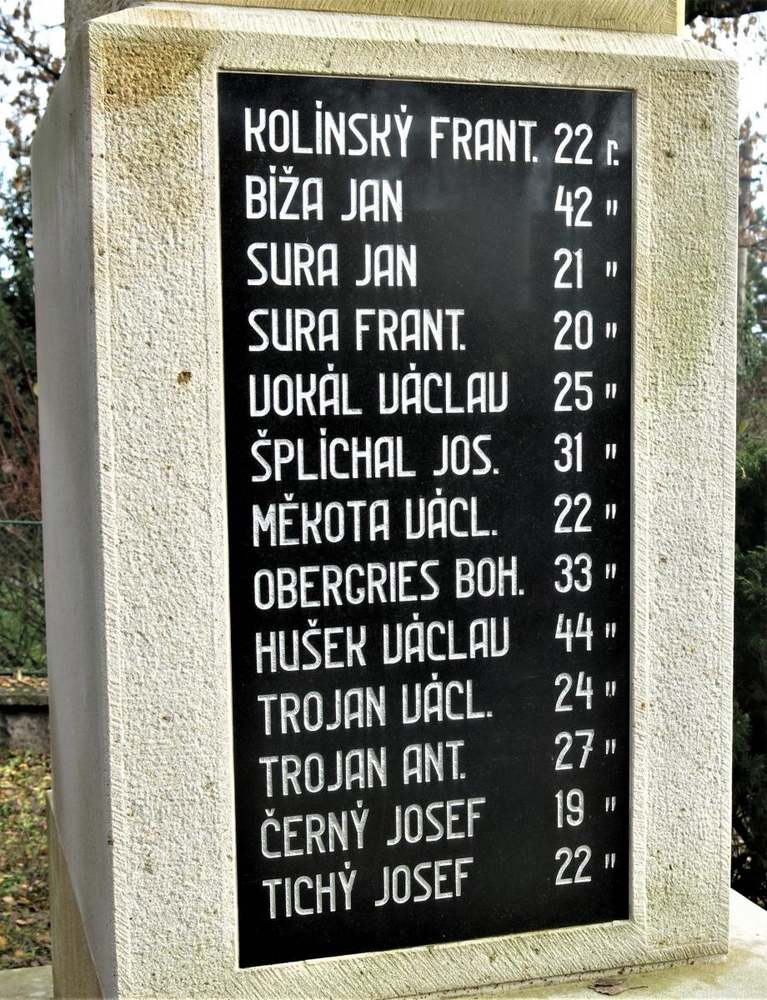 KOLÍNSKÝ FRANT. 22 r.
BÍŽA JAN 42 "
SURA JAN 21 "
SURA FRANT. 20 "
VOKÁL VÁCLAV 25 "
ŠPLÍCHAL JOS. 31 "
MĚKOTA VÁCL. 22 "
OBERGRIES BOH. 33 "
HUŠEK VÁCLAV 44 "
TROJAN VÁCL. 24 "
TROJAN ANT. 27 "
ČERNÝ JOSEF 19 "
TICHÝ JOSEF 22 "